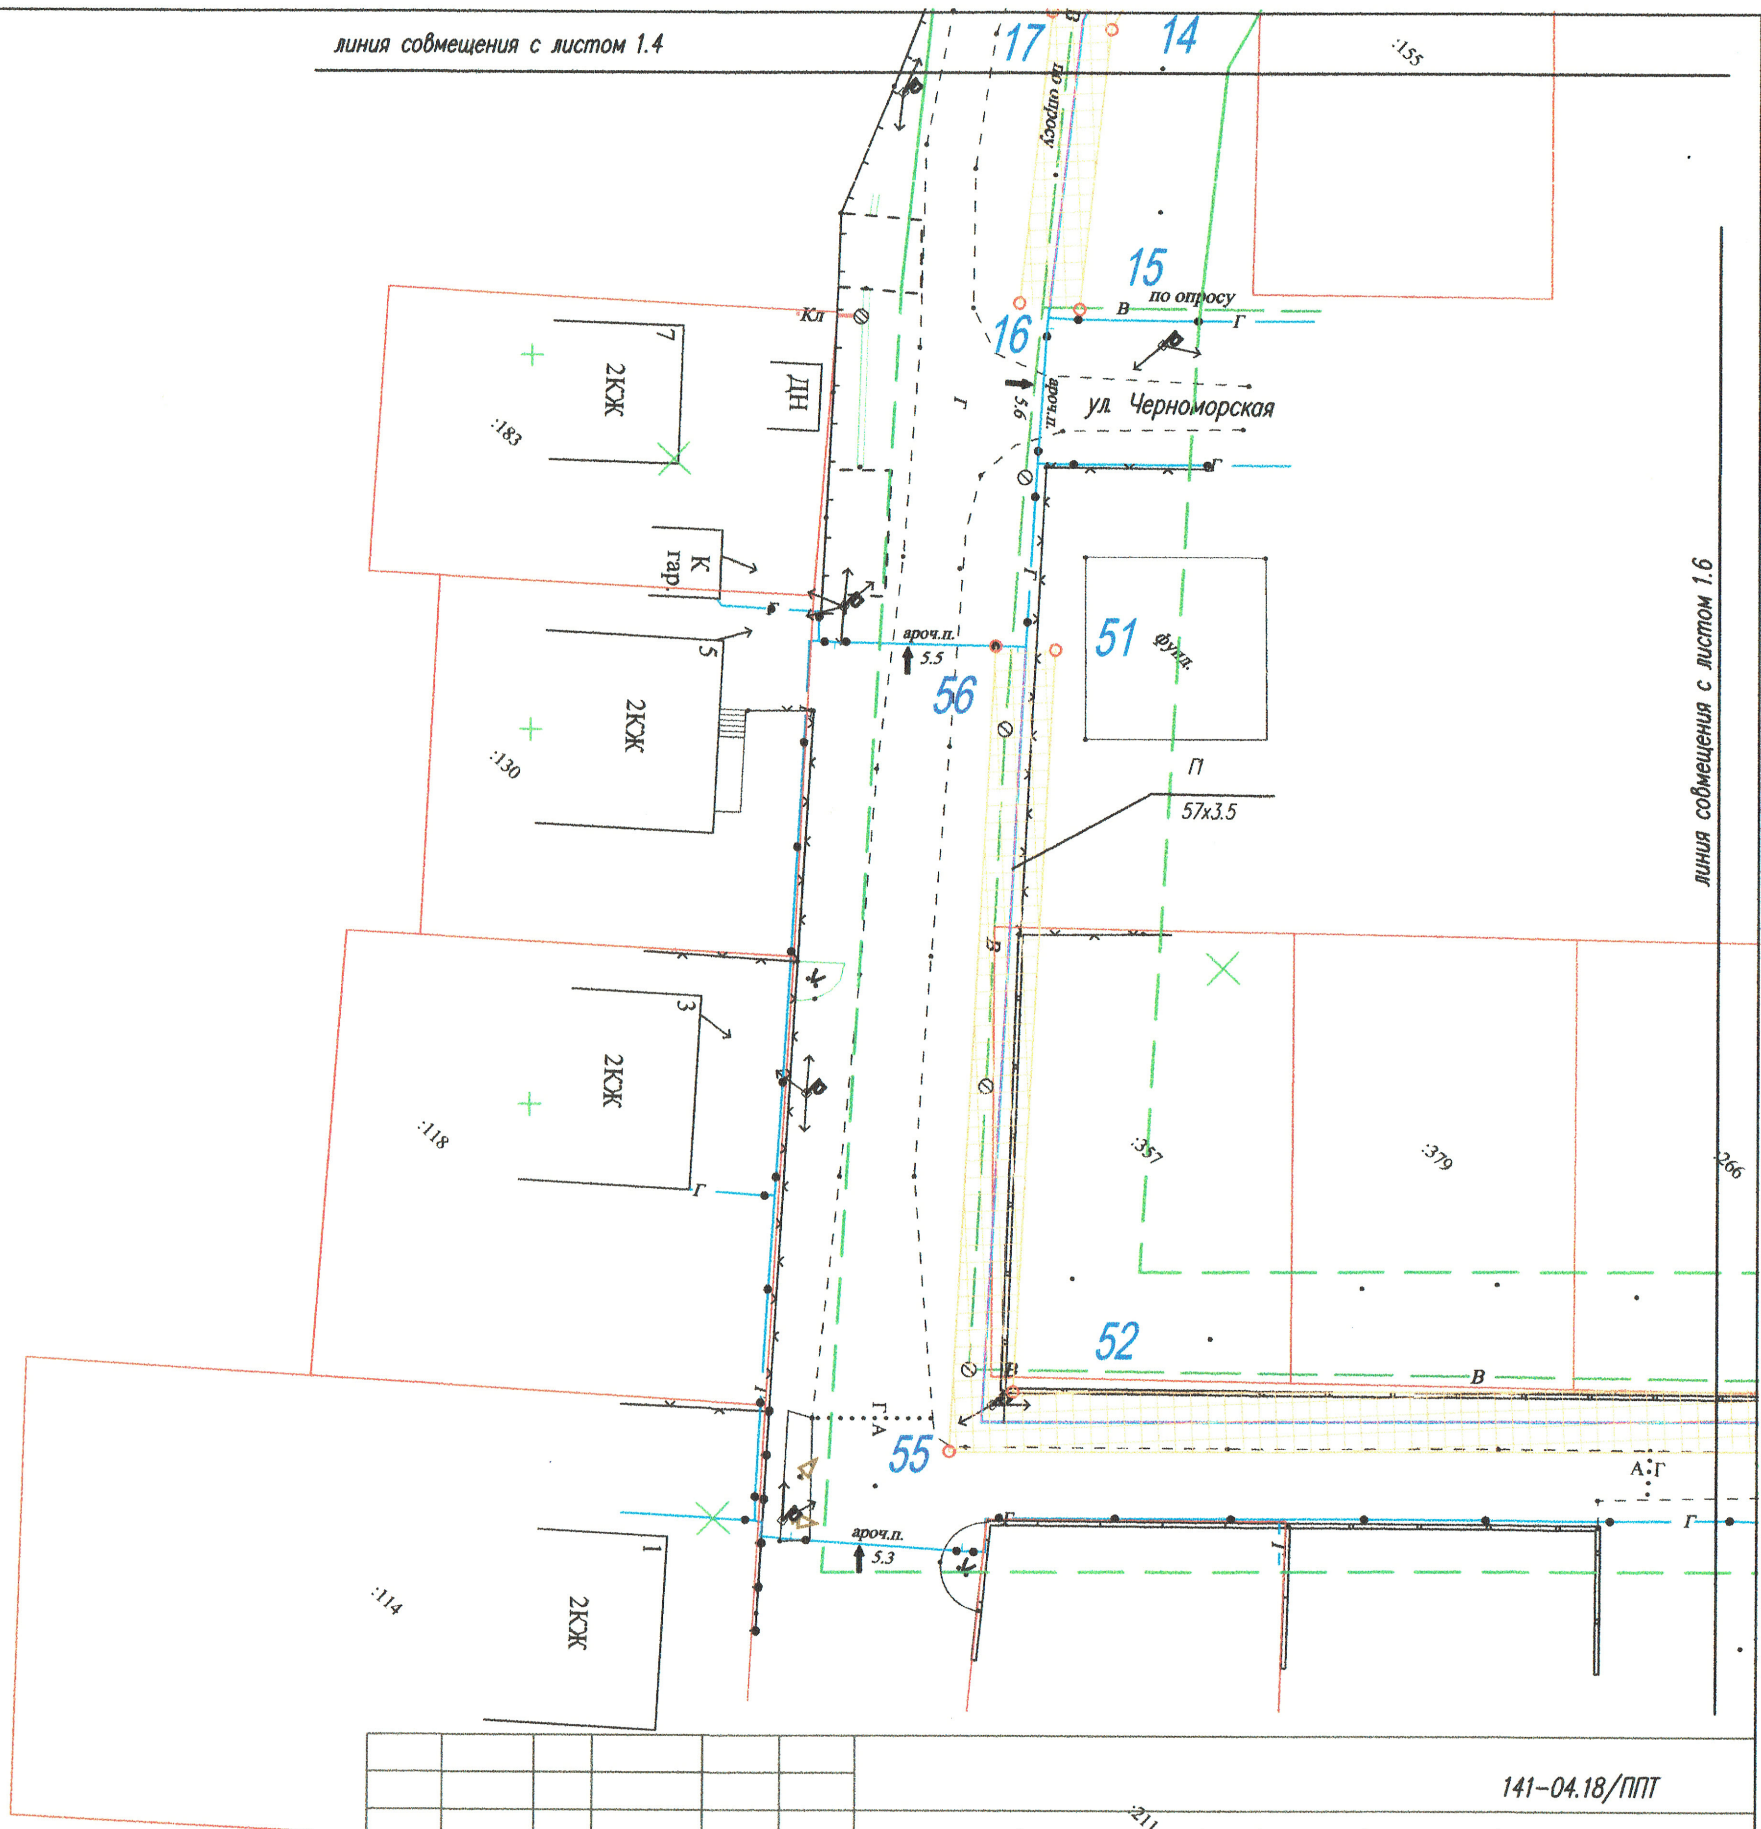 линия совмещения с листом 1.4
17
В
14
:155
по опросу
15
по опросу
В
Г
16
Кл
7
2КЖ
ДН
:183
Г
5.6
ароч.п.
ул. Черноморская
Г
К
гар.
Г
Г
ароч.п.
5.5
51
фунд.
56
5
2КЖ
:130
П
57х3.5
линия совмещения с листом 1.6
В
3
2КЖ
:118
:357
:379
:266
Г
52
В
В
Г
Г
А
55
А
Г
ароч.п.
5.3
Г
Г
Г
1
2КЖ
:114
141-04.18/ППТ
:211